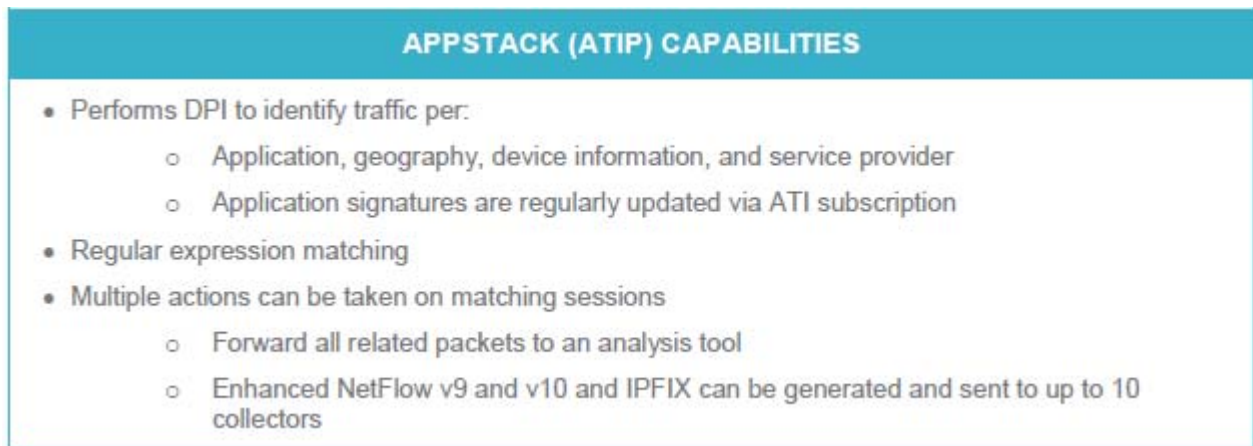 APPSTACK (ATIP) CAPABILITIES
• Performs DPI to identify traffic per:
o Application, geography, device information, and service provider
o Application signatures are regularly updated via ATI subscription
• Regular expression matching
• Multiple actions can be taken on matching sessions
o Forward all related packets to an analysis tool
o Enhanced NetFlow v9 and v10 and IPFIX can be generated and sent to up to 10
collectors